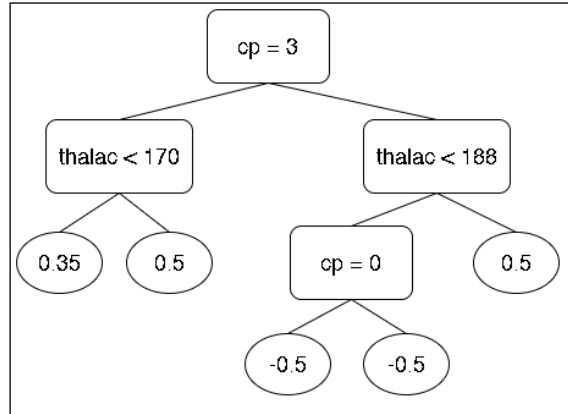 cp = 3
thalac < 170
thalac < 188
0.35
0.5
cp = 0
0.5
-0.5
-0.5